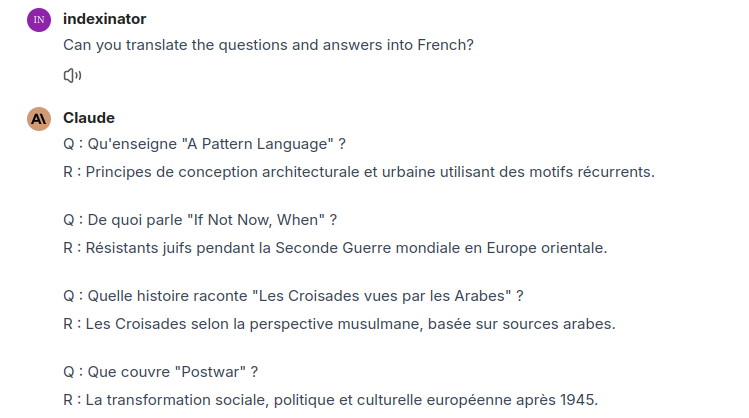 IN
indexinator
Can you translate the questions and answers into French?
Claude
Q : Qu'enseigne "A Pattern Language" ?
R : Principes de conception architecturale et urbaine utilisant des motifs récurrents.
Q : De quoi parle "If Not Now, When" ?
R : Résistants juifs pendant la Seconde Guerre mondiale en Europe orientale.
Q : Quelle histoire raconte "Les Croisades vues par les Arabes" ?
R : Les Croisades selon la perspective musulmane, basée sur sources arabes.
Q : Que couvre "Postwar" ?
R : La transformation sociale, politique et culturelle européenne après 1945.